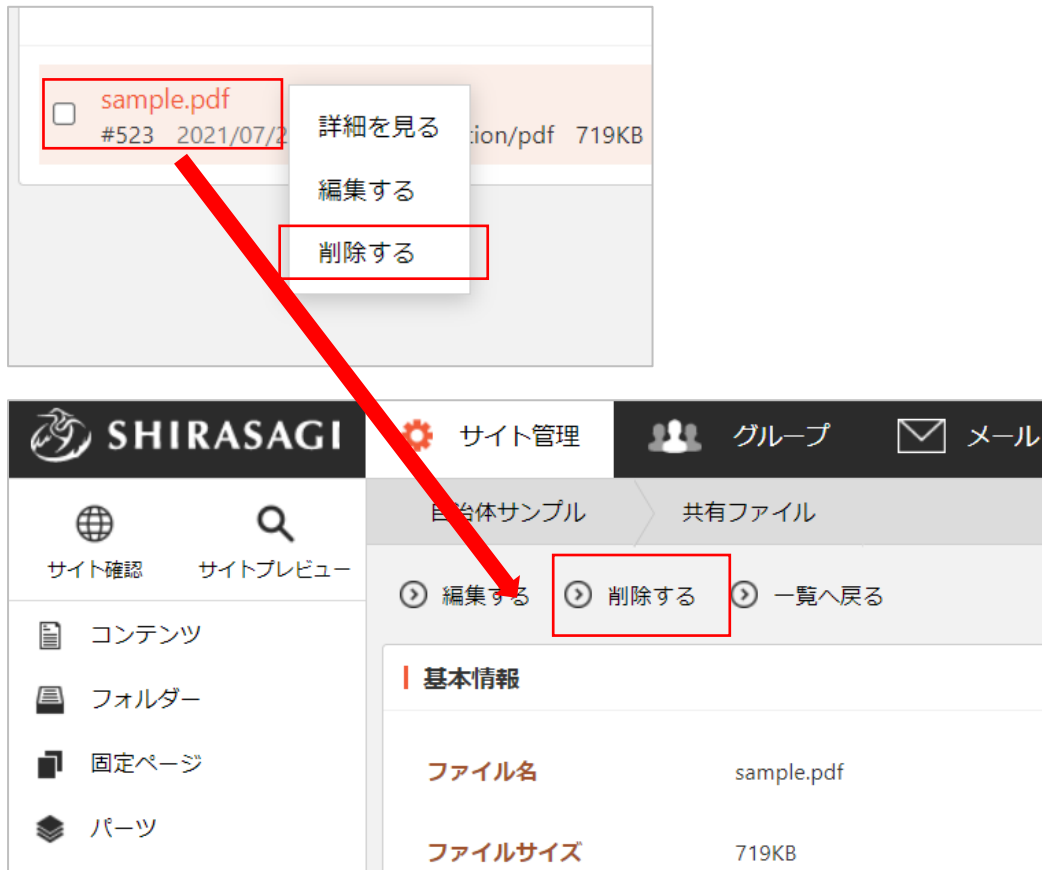 sample.pdf
#523 2021/07/2
tion/pdf 719KB
詳細を見る
編集する
削除する
SHIRASAGI
サイト管理
グループ
メール
サイト確認
サイトプレビュー
自治体サンプル
共有ファイル
編集する
削除する
一覧へ戻る
コンテンツ
フォルダー
固定ページ
パーツ
基本情報
ファイル名
sample.pdf
ファイルサイズ
719KB